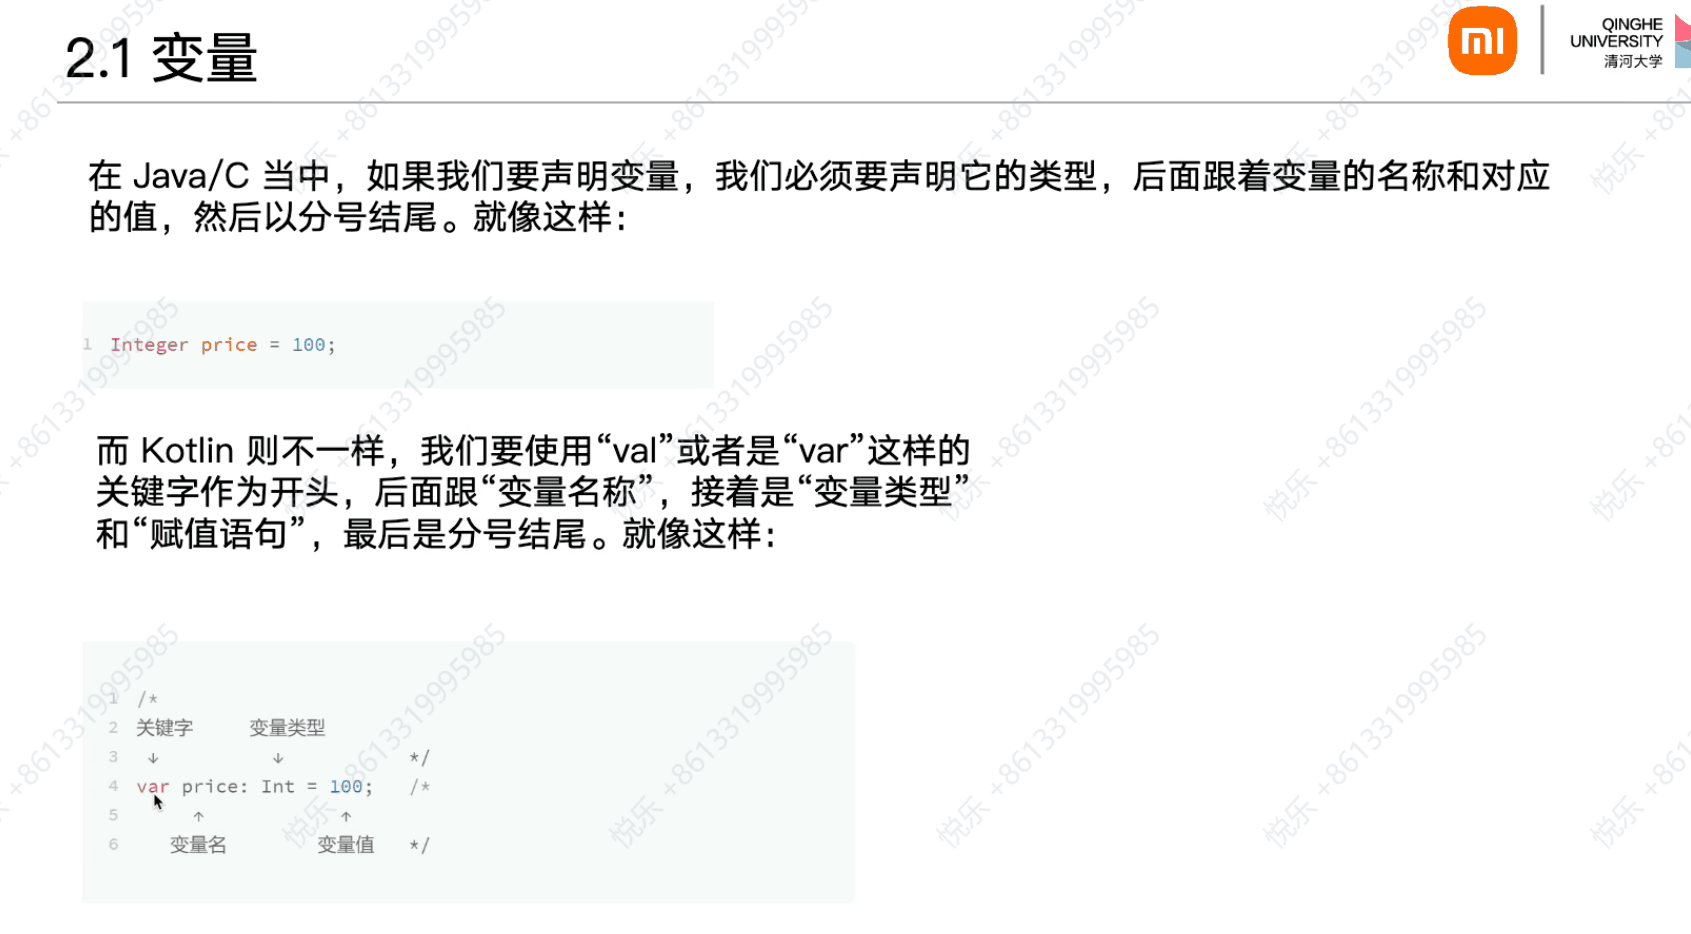 2.1 变量
QINGHE
UNIVERSITY
清河大学
在 Java/C 当中，如果我们要声明变量，我们必须要声明它的类型，后面跟着变量的名称和对应
的值，然后以分号结尾。就像这样：
1 Integer price = 100;
而 Kotlin 则不一样，我们要使用“val”或者是“var”这样的
关键字作为开头，后面跟“变量名称”，接着是“变量类型”
和“赋值语句”，最后是分号结尾。就像这样：
1 /*
2 关键字 变量类型
3 ↓ ↓ */
4 var price: Int = 100; /*
5 ↑ ↑
6 变量名 变量值 */
悦乐 +8613319995985